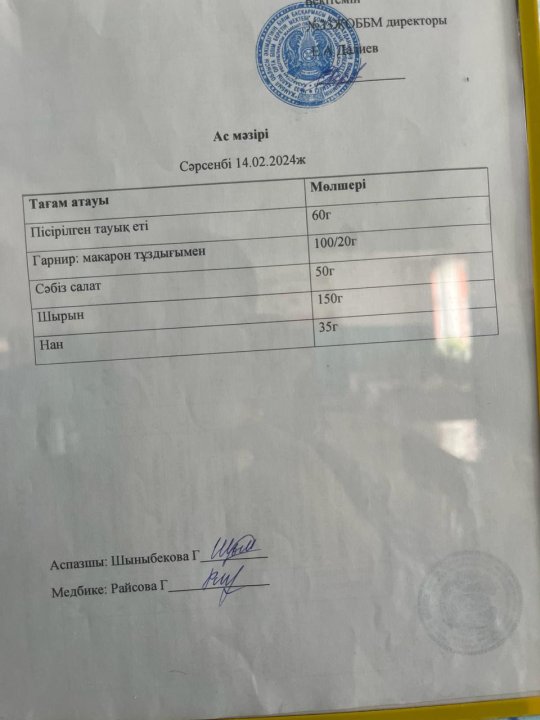 Бекітемін
директоры
Ас мәзірі
Сәрсенбі 14.02.2024ж
Тағам атауы Мөлшері
Пісірілген тауық еті 60г
Гарнир: макарон тұздығымен 100/20г
Сәбіз салат 50г
Шырын 150г
Нан 35г
Аспазшы: Шыныбекова Г
Медбике: Райсова Г